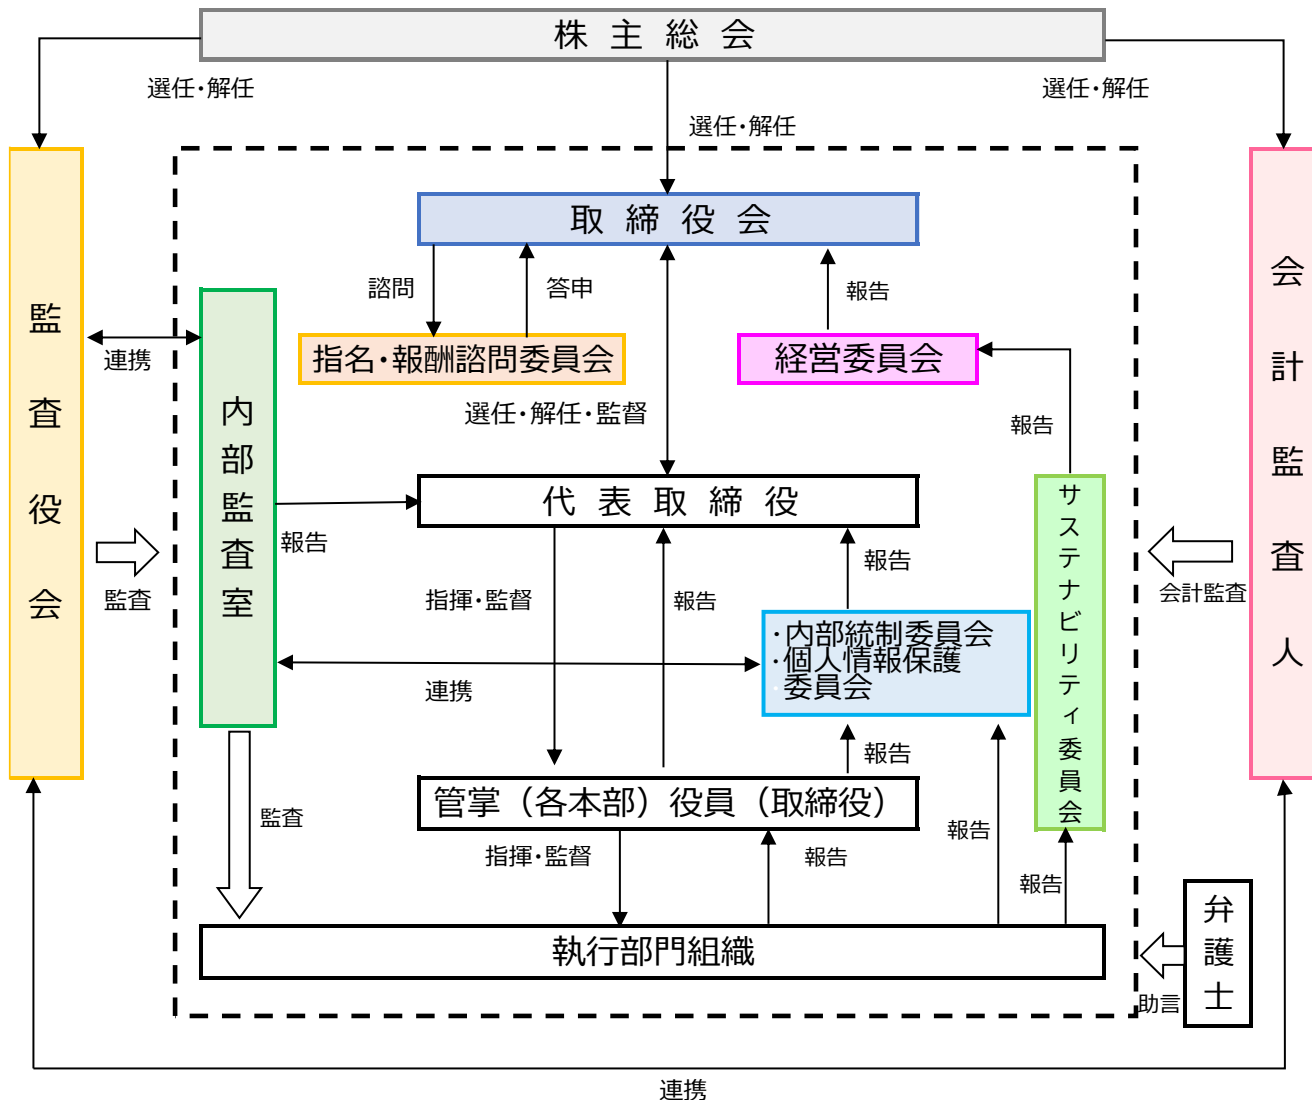 株主総会
選任・解任
選任・解任
選任・解任
取締役会
諮問
答申
報告
監査役会
会計監査人
連携
指名・報酬諮問委員会
経営委員会
内部監査室
選任・解任・監督
報告
代表取締役
サステナビリティ委員会
報告
監査
指揮・監督
報告
報告
会計監査
・内部統制委員会
・個人情報保護
委員会
連携
報告
管掌（各本部）役員（取締役）
監査
指揮・監督
報告
報告
報告
弁護士
執行部門組織
助言
連携